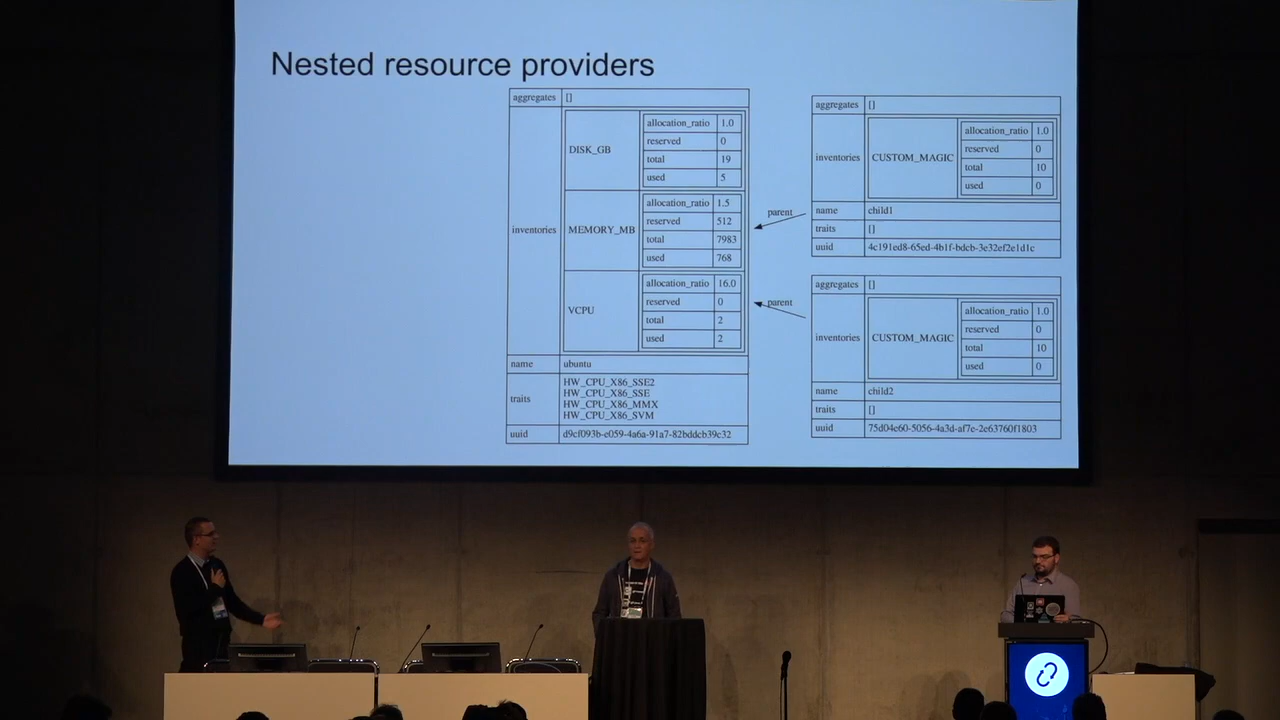 Nested resource providers
aggregates []
inventories
DISK_GB
allocation_ratio 1.0
reserved 0
total 19
used 5
MEMORY_MB
allocation_ratio 1.5
reserved 512
total 7983
used 768
VCPU
allocation_ratio 16.0
reserved 0
total 2
used 2
name ubuntu
traits
HW_CPU_X86_SSE2
HW_CPU_X86_SSE
HW_CPU_X86_MMX
HW_CPU_X86_SVM
uuid d9cf093b-e059-4a6a-91a7-82bddcb39c32
parent
parent
aggregates []
inventories
CUSTOM_MAGIC
allocation_ratio 1.0
reserved 0
total 10
used 0
name child1
traits []
uuid 4c191ed8-65ed-4b1f-bdcb-3e32ef2e1d1c
aggregates []
inventories
CUSTOM_MAGIC
allocation_ratio 1.0
reserved 0
total 10
used 0
name child2
traits []
uuid 75d04e60-5056-4a3d-af7e-2e63760f1803